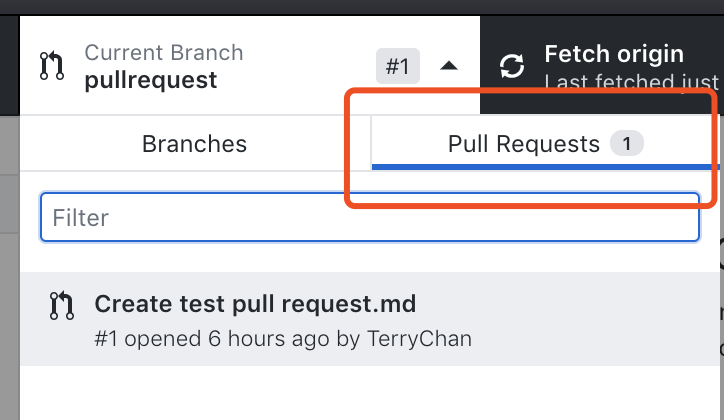 Current Branch
pullrequest
#1
Fetch origin
Last fetched just
Branches
Pull Requests 1
Filter
Create test pull request.md
#1 opened 6 hours ago by TerryChan